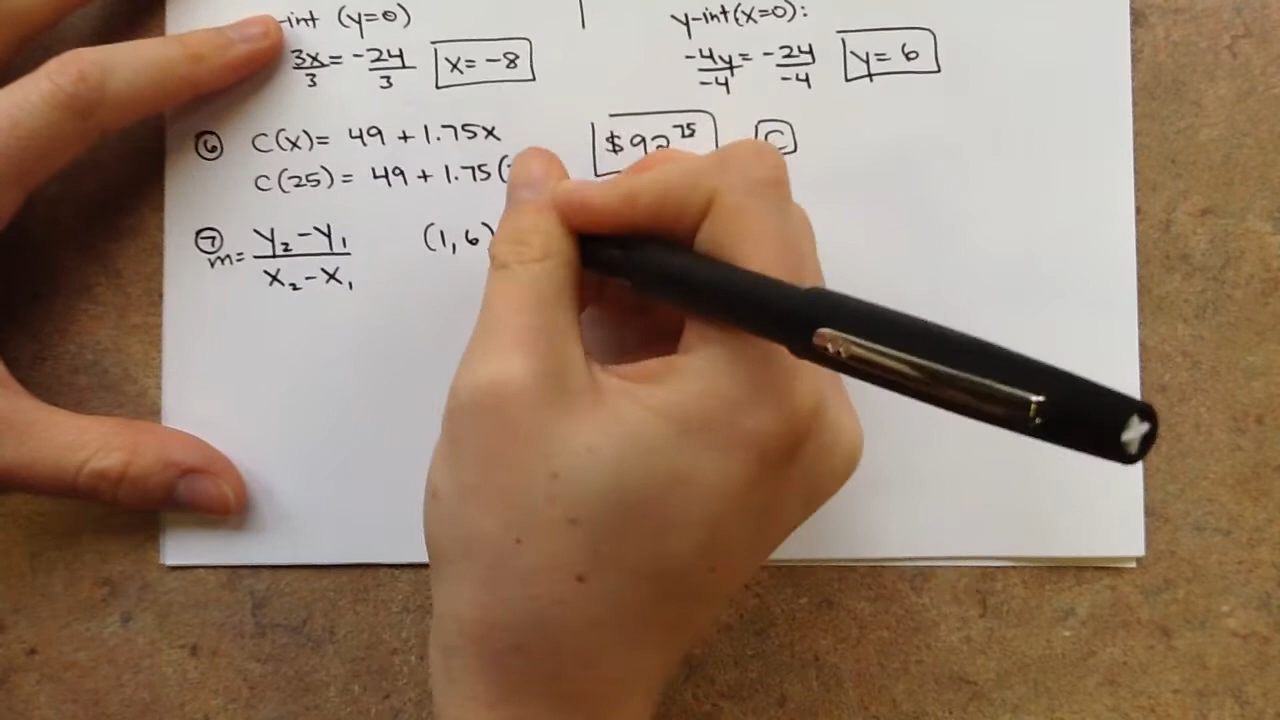 -int (y=0)
3x/3 = -24/3 x=-8
y-int(x=0):
-4y/-4 = -24/-4 y=6
⑥ C(x)= 49+1.75x $92.75 C
C(25)= 49+1.75(
⑦ m= y₂-y₁/x₂-x₁ (1,6)